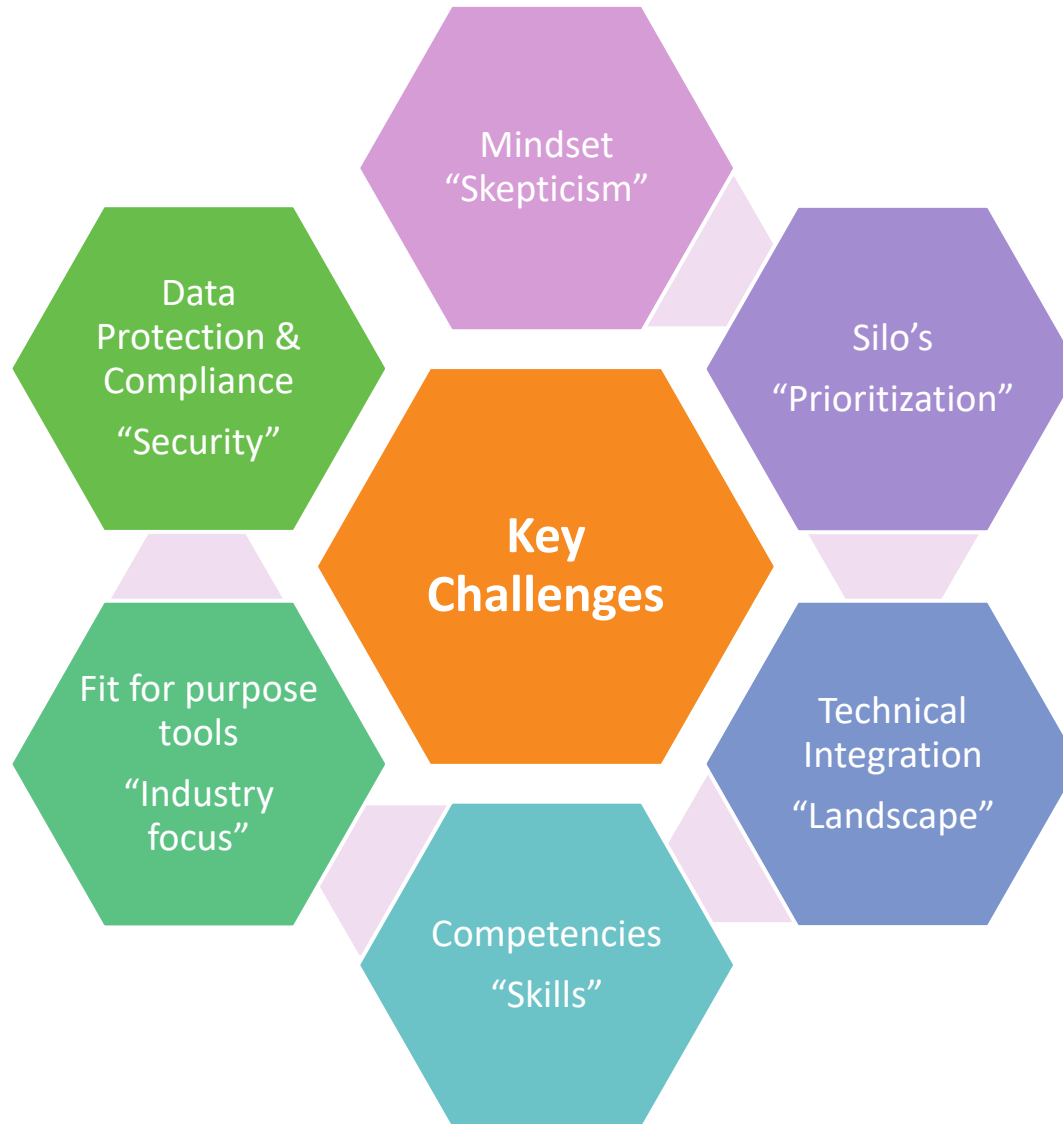 Mindset
“Skepticism”
Silo’s
“Prioritization”
Technical
Integration
“Landscape”
Competencies
“Skills”
Fit for purpose
tools
“Industry
focus”
Data
Protection &
Compliance
“Security”
Key
Challenges